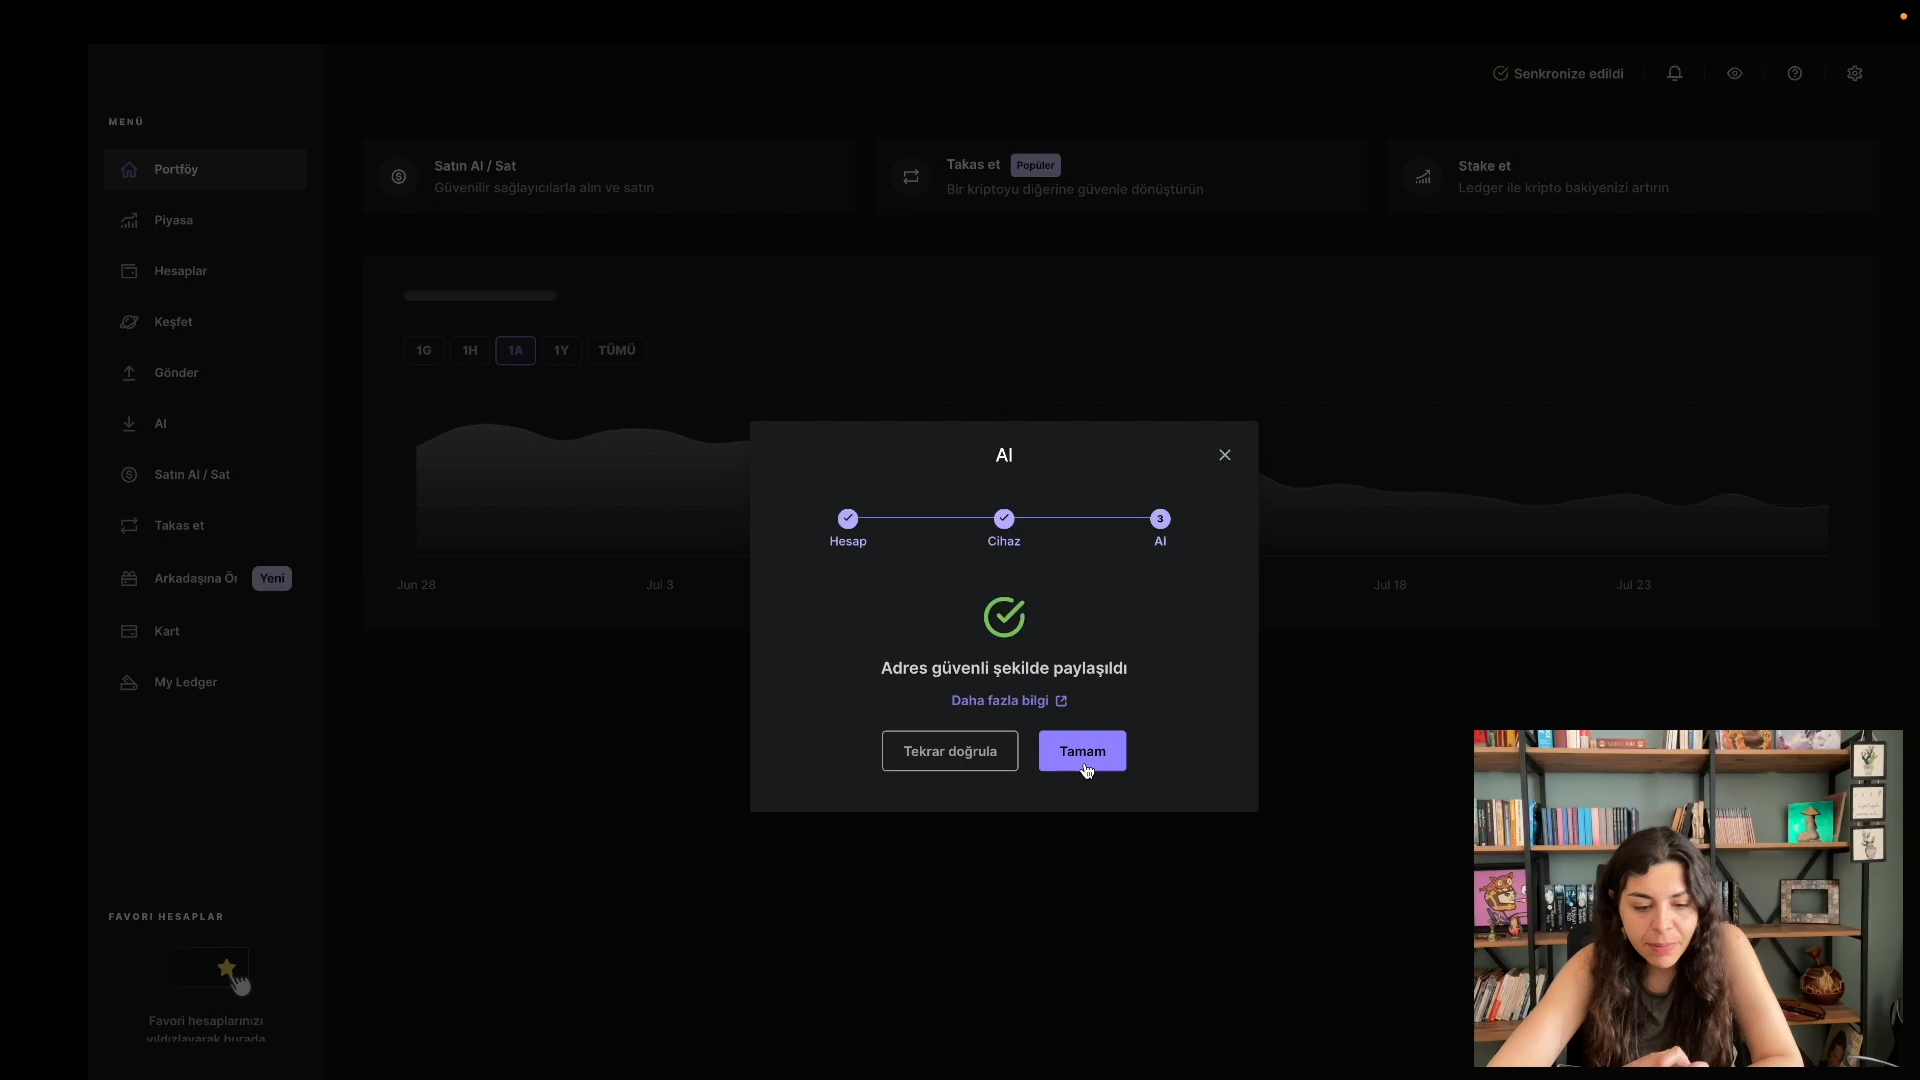 Senkronize edildi
MENÜ
Portföy
Piyasa
Hesaplar
Keşfet
Gönder
Al
Satın Al / Sat
Takas et
Arkadaşına Ör
Yeni
Kart
My Ledger
FAVORI HESAPLAR
Favori hesaplarınızı
yıldızlayarak burada
Satın Al / Sat
Güvenilir sağlayıcılarla alın ve satın
Takas et
Popüler
Bir kriptoyu diğerine güvenle dönüştürün
Stake et
Ledger ile kripto bakiyenizi artırın
1G 1H 1A 1Y TÜMÜ
Jun 28 Jul 3 Jul 18 Jul 23
Al
3
Hesap Cihaz Al
Adres güvenli şekilde paylaşıldı
Daha fazla bilgi
Tekrar doğrula
Tamam